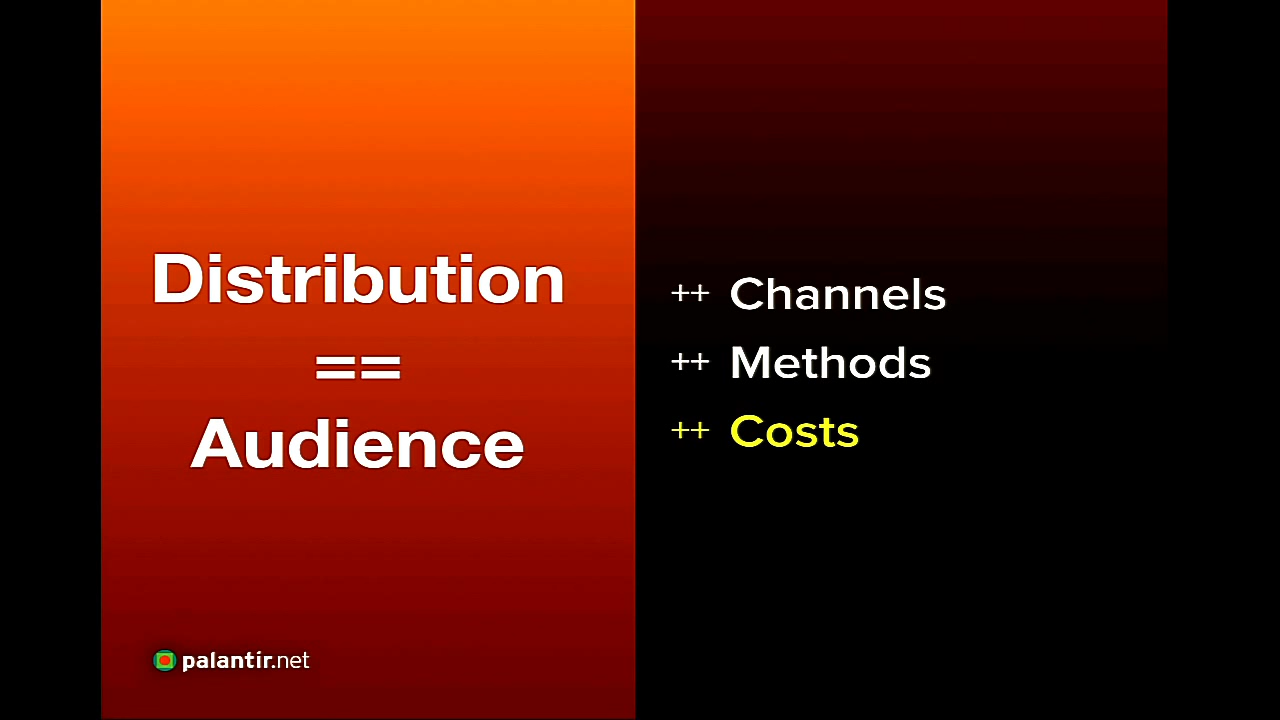 Distribution
==
Audience
++ Channels
++ Methods
++ Costs
palantir.net